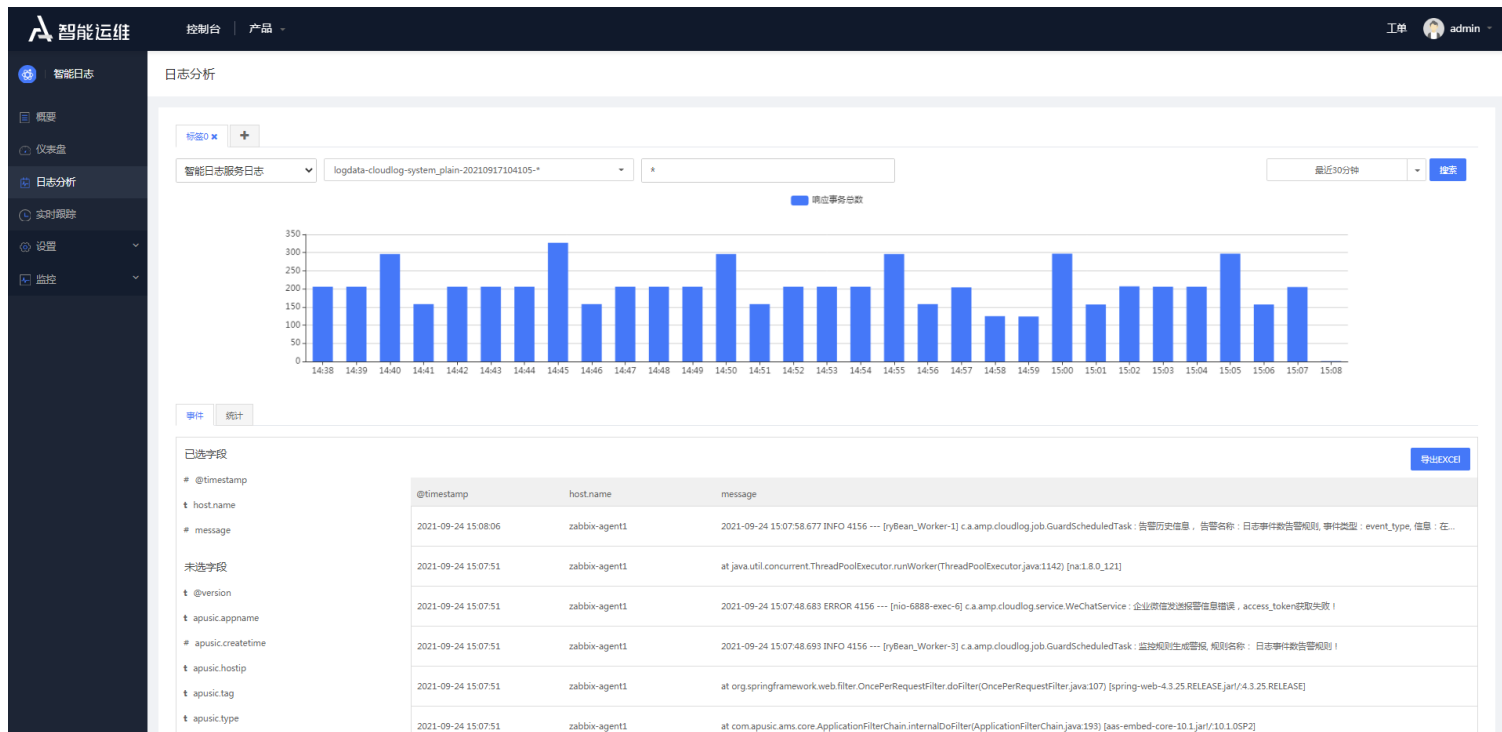 智能运维
控制台
产品
工单
admin
智能日志
日志分析
概要
仪表盘
日志分析
实时跟踪
设置
监控
标签0 ✖
+
智能日志服务日志
logdata-cloudlog-system_plain-20210917104105-*
*
最近30分钟
搜索
响应事务总数
350
300
250
200
150
100
50
0
14:38 14:39 14:40 14:41 14:42 14:43 14:44 14:45 14:46 14:47 14:48 14:49 14:50 14:51 14:52 14:53 14:54 14:55 14:56 14:57 14:58 14:59 15:00 15:01 15:02 15:03 15:04 15:05 15:06 15:07 15:08
事件
统计
已选字段
# @timestamp
t host.name
# message
未选字段
t @version
t apusic.appname
# apusic.createtime
t apusic.hostip
t apusic.tag
t apusic.type
导出EXCEl
@timestamp host.name message
2021-09-24 15:08:06 zabbix-agent1 2021-09-24 15:07:58.677 INFO 4156 --- [ryBean_Worker-1] c.a.amp.cloudlog.job.GuardScheduledTask : 告警历史信息， 告警名称：日志事件数告警规则, 事件类型：event_type, 信息：在...
2021-09-24 15:07:51 zabbix-agent1 at java.util.concurrent.ThreadPoolExecutor.runWorker(ThreadPoolExecutor.java:1142) [na:1.8.0_121]
2021-09-24 15:07:51 zabbix-agent1 2021-09-24 15:07:48.683 ERROR 4156 --- [nio-6888-exec-6] c.a.amp.cloudlog.service.WeChatService : 企业微信发送报警信息错误，access_token获取失败！
2021-09-24 15:07:51 zabbix-agent1 2021-09-24 15:07:48.693 INFO 4156 --- [ryBean_Worker-3] c.a.amp.cloudlog.job.GuardScheduledTask : 监控规则生成警报, 规则名称： 日志事件数告警规则！
2021-09-24 15:07:51 zabbix-agent1 at org.springframework.web.filter.OncePerRequestFilter.doFilter(OncePerRequestFilter.java:107) [spring-web-4.3.25.RELEASE.jar!/:4.3.25.RELEASE]
2021-09-24 15:07:51 zabbix-agent1 at com.apusic.ams.core.ApplicationFilterChain.internalDoFilter(ApplicationFilterChain.java:193) [aas-embed-core-10.1.jar!/:10.1.0SP2]